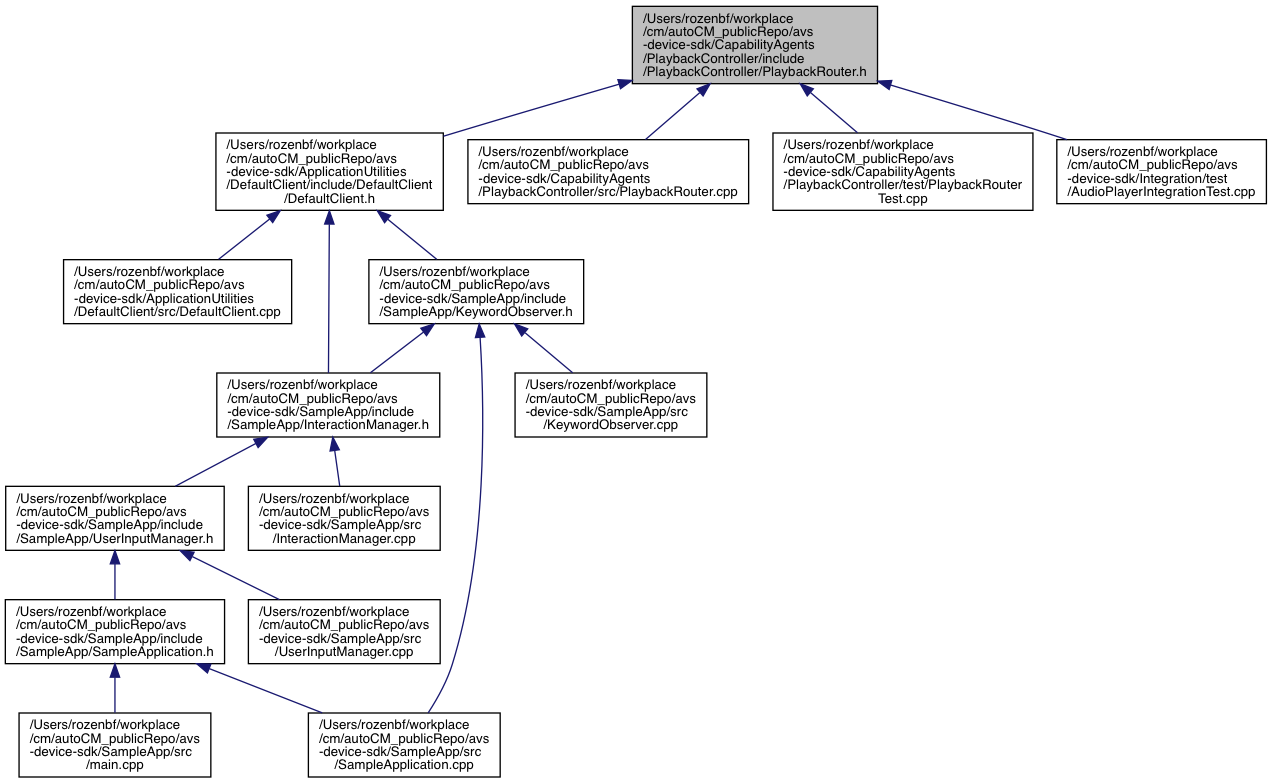 /Users/rozenbf/workplace
/cm/autoCM_publicRepo/avs
-device-sdk/CapabilityAgents
/PlaybackController/include
/PlaybackController/PlaybackRouter.h
/Users/rozenbf/workplace
/cm/autoCM_publicRepo/avs
-device-sdk/ApplicationUtilities
/DefaultClient/include/DefaultClient
/DefaultClient.h
/Users/rozenbf/workplace
/cm/autoCM_publicRepo/avs
-device-sdk/CapabilityAgents
/PlaybackController/src/PlaybackRouter.cpp
/Users/rozenbf/workplace
/cm/autoCM_publicRepo/avs
-device-sdk/CapabilityAgents
/PlaybackController/test/PlaybackRouter
Test.cpp
/Users/rozenbf/workplace
/cm/autoCM_publicRepo/avs
-device-sdk/Integration/test
/AudioPlayerIntegrationTest.cpp
/Users/rozenbf/workplace
/cm/autoCM_publicRepo/avs
-device-sdk/ApplicationUtilities
/DefaultClient/src/DefaultClient.cpp
/Users/rozenbf/workplace
/cm/autoCM_publicRepo/avs
-device-sdk/SampleApp/include
/SampleApp/KeywordObserver.h
/Users/rozenbf/workplace
/cm/autoCM_publicRepo/avs
-device-sdk/SampleApp/include
/SampleApp/InteractionManager.h
/Users/rozenbf/workplace
/cm/autoCM_publicRepo/avs
-device-sdk/SampleApp/src
/KeywordObserver.cpp
/Users/rozenbf/workplace
/cm/autoCM_publicRepo/avs
-device-sdk/SampleApp/include
/SampleApp/UserInputManager.h
/Users/rozenbf/workplace
/cm/autoCM_publicRepo/avs
-device-sdk/SampleApp/src
/InteractionManager.cpp
/Users/rozenbf/workplace
/cm/autoCM_publicRepo/avs
-device-sdk/SampleApp/include
/SampleApp/SampleApplication.h
/Users/rozenbf/workplace
/cm/autoCM_publicRepo/avs
-device-sdk/SampleApp/src
/UserInputManager.cpp
/Users/rozenbf/workplace
/cm/autoCM_publicRepo/avs
-device-sdk/SampleApp/src
/main.cpp
/Users/rozenbf/workplace
/cm/autoCM_publicRepo/avs
-device-sdk/SampleApp/src
/SampleApplication.cpp